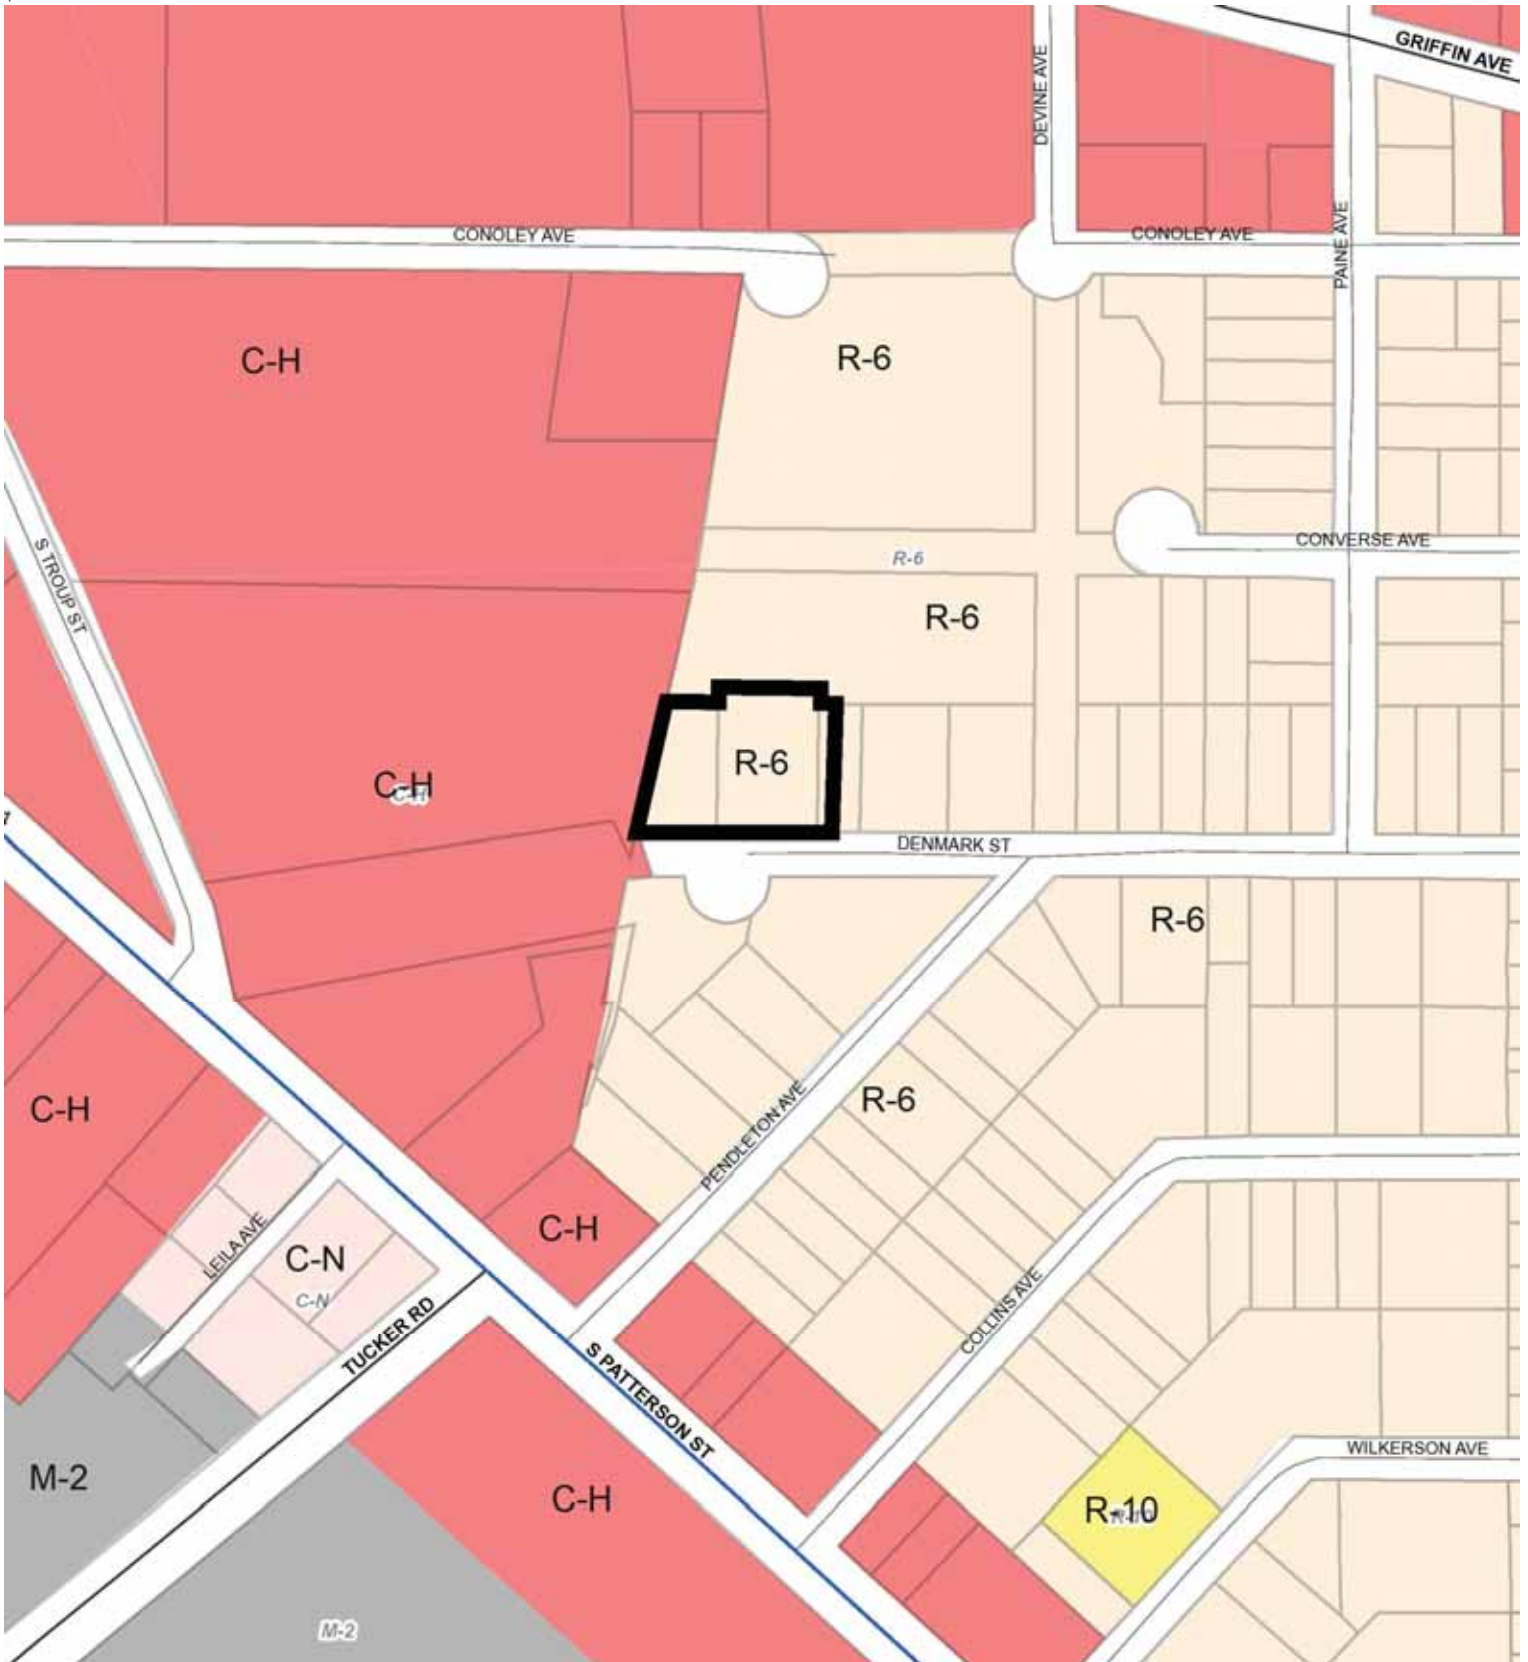 GRIFFIN AVE
DEVINE AVE
CONOLEY AVE
CONOLEY AVE
PAINE AVE
C-H
R-6
S TROUP ST
CONVERSE AVE
R-6
R-6
R-6
C-H
C-H
DENMARK ST
R-6
C-H
R-6
PENDLETON AVE
C-H
LEILA AVE
C-N
C-N
TUCKER RD
COLLINS AVE
S PATTERSON ST
WILKERSON AVE
M-2
C-H
R-10
R-10
M-2